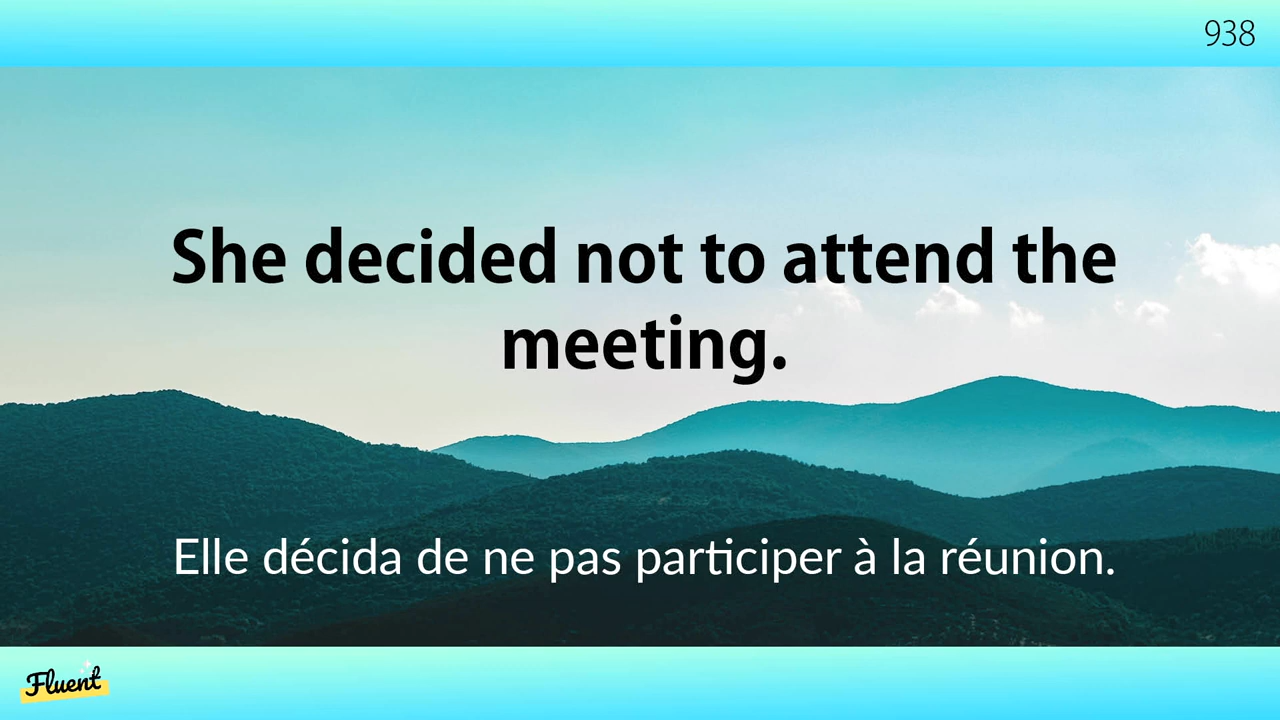 938
She decided not to attend the
meeting.
Elle décida de ne pas participer à la réunion.
Fluent